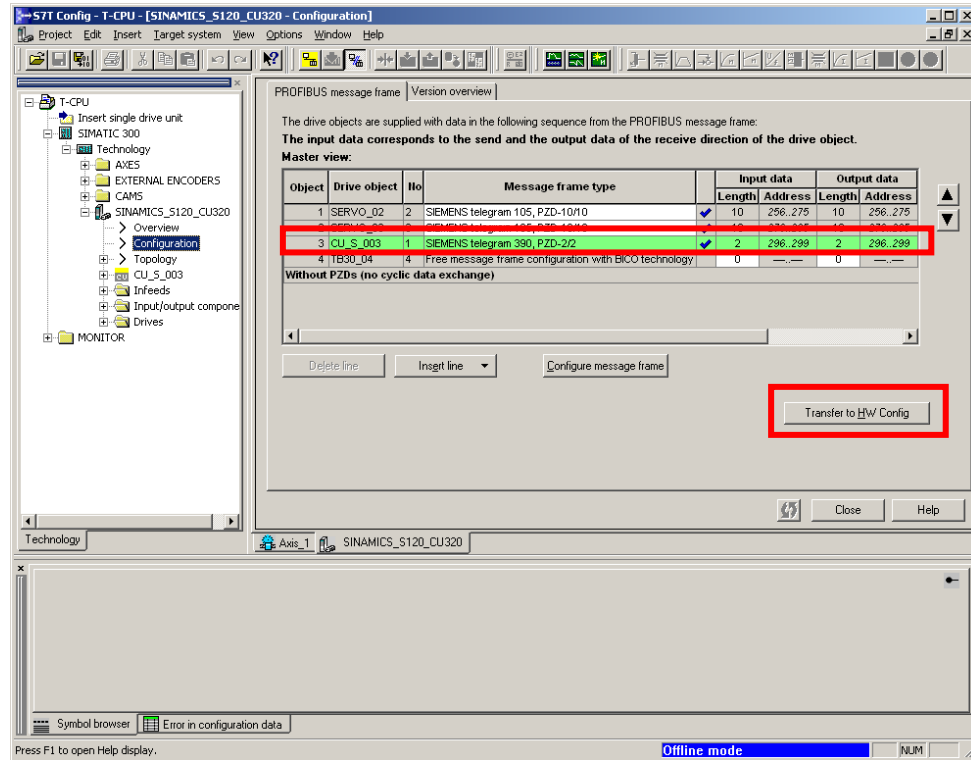 S7T Config - T-CPU - [SINAMICS_S120_CU320 - Configuration]
Project Edit Insert Target system View Options Window Help
T-CPU
Insert single drive unit
SIMATIC 300
Technology
AXES
EXTERNAL ENCODERS
CAMS
SINAMICS_S120_CU320
Overview
Configuration
Topology
CU_S_003
Infeeds
Input/output compone
Drives
MONITOR
Technology
PROFIBUS message frame Version overview
The drive objects are supplied with data in the following sequence from the PROFIBUS message frame:
The input data corresponds to the send and the output data of the receive direction of the drive object.
Master view:
Object Drive object No Message frame type Input data Output data
Length Address Length Address
1 SERVO_02 2 SIEMENS telegram 105, PZD-10/10 10 256..275 10 256..275
3 CU_S_003 1 SIEMENS telegram 390, PZD-2/2 2 296..299 2 296..299
4 TB30_04 4 Free message frame configuration with BICO technology 0 ---..--- 0 ---..---
Without PZDs (no cyclic data exchange)
Delete line Insert line Configure message frame
Transfer to HW Config
Close Help
Axis_1 SINAMICS_S120_CU320
Symbol browser Error in configuration data
Press F1 to open Help display. Offline mode NUM